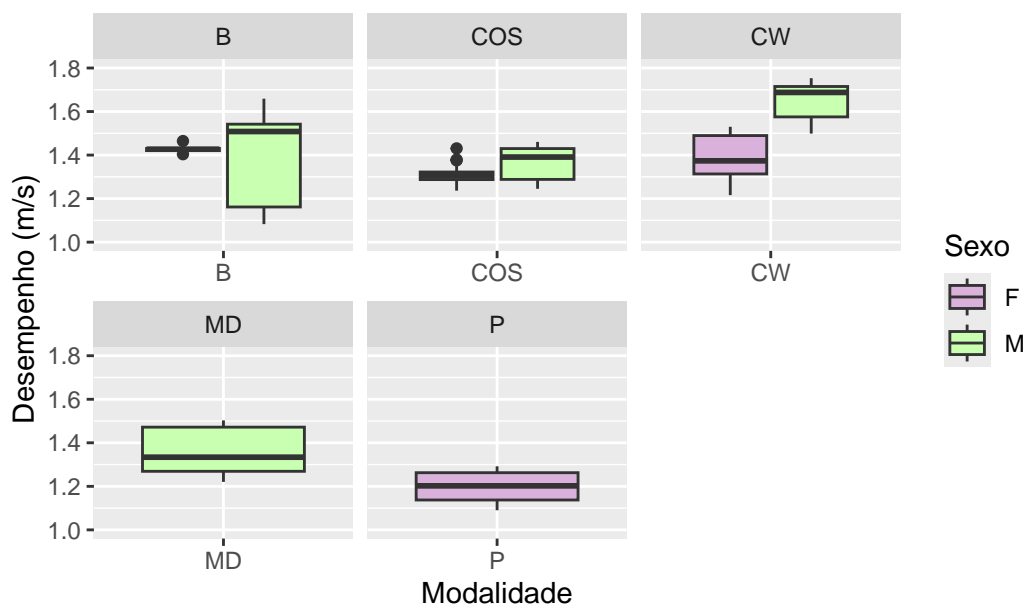 B COS CW
1.8
1.6
1.4
1.2
1.0
B COS CW
MD P
1.8
1.6
1.4
1.2
1.0
MD P
Desempenho (m/s)
Modalidade
Sexo
F
M